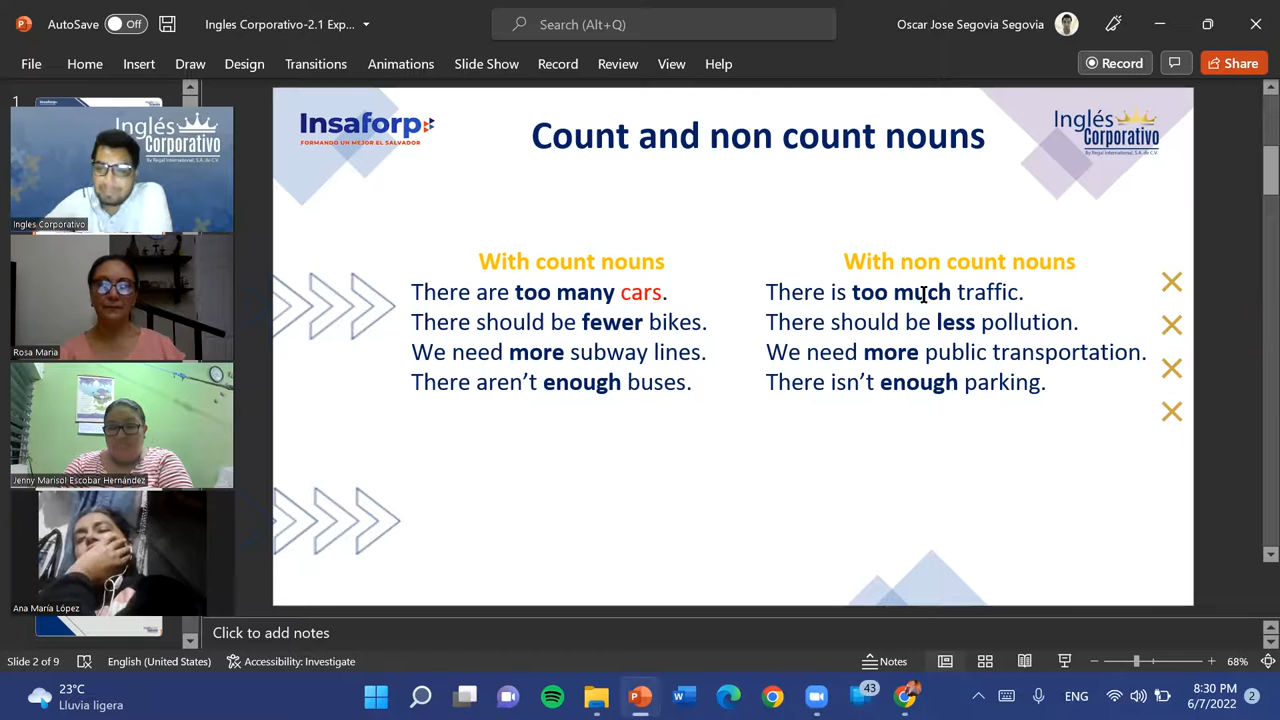 AutoSave Off Ingles Corporativo-2.1 Exp... Search (Alt+Q) Oscar Jose Segovia Segovia
File Home Insert Draw Design Transitions Animations Slide Show Record Review View Help Record Share
1
Inglés
Corporativo
By Regal International, S.A. de C.V.
Ingles Corporativo
Rosa Maria
Jenny Marisol Escobar Hernández
Ana María López
Insaforp
FORMANDO UN MEJOR EL SALVADOR
Count and non count nouns
Inglés
Corporativo
By Regal International, S.A. de C.V.
With count nouns
There are too many cars.
There should be fewer bikes.
We need more subway lines.
There aren't enough buses.
With non count nouns
There is too much traffic.
There should be less pollution.
We need more public transportation.
There isn't enough parking.
Click to add notes
Slide 2 of 9 English (United States) Accessibility: Investigate Notes 68%
23°C
Lluvia ligera
43
ENG
8:30 PM
6/7/2022
2